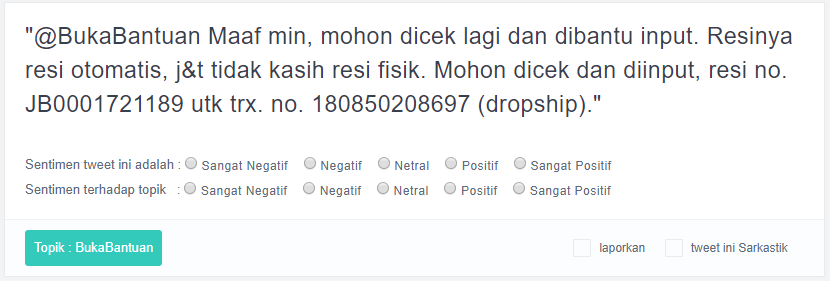 "@BukaBantuan Maaf min, mohon dicek lagi dan dibantu input. Resinya
resi otomatis, j&t tidak kasih resi fisik. Mohon dicek dan diinput, resi no.
JB0001721189 utk trx. no. 180850208697 (dropship)."
Sentimen tweet ini adalah : Sangat Negatif Negatif Netral Positif Sangat Positif
Sentimen terhadap topik : Sangat Negatif Negatif Netral Positif Sangat Positif
Topik : BukaBantuan laporkan tweet ini Sarkastik